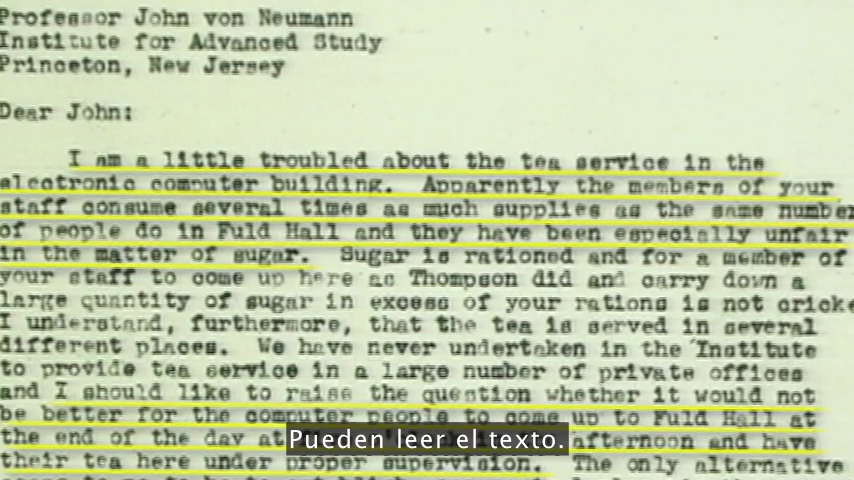 Professor John von Neumann
Institute for Advanced Study
Princeton, New Jersey
Dear John:
I am a little troubled about the tea service in the
electronic computer building. Apparently the members of your
staff consume several times as much supplies as the same number
of people do in Fuld Hall and they have been especially unfair
in the matter of sugar. Sugar is rationed and for a member of
your staff to come up here as Thompson did and carry down a
large quantity of sugar in excess of your rations is not
I understand, furthermore, that the tea is served in several
different places. We have never undertaken in the Institute
to provide tea service in a large number of private offices
and I should like to raise the question whether it would not
be better for the computer people to come up to Fuld Hall at
the end of the day at afternoon and have
their tea here under proper supervision. The only alternative
Pueden leer el texto.